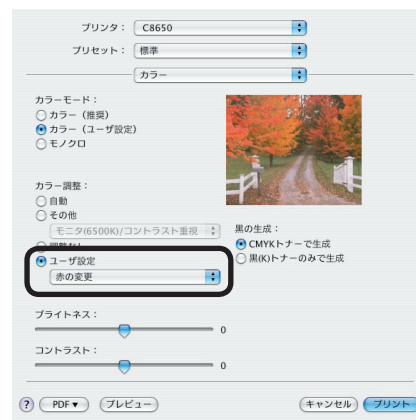 プリンタ： C8650
プリセット： 標準
カラー
カラーモード：
カラー（推奨）
カラー（ユーザ設定）
モノクロ
カラー調整：
自動
その他
モニタ(6500K)/コントラスト重視
調整なし
ユーザ設定
赤の変更
黒の生成：
CMYKトナーで生成
黒(K)トナーのみで生成
ブライトネス：
0
コントラスト：
0
? PDF▼ プレビュー キャンセル プリント